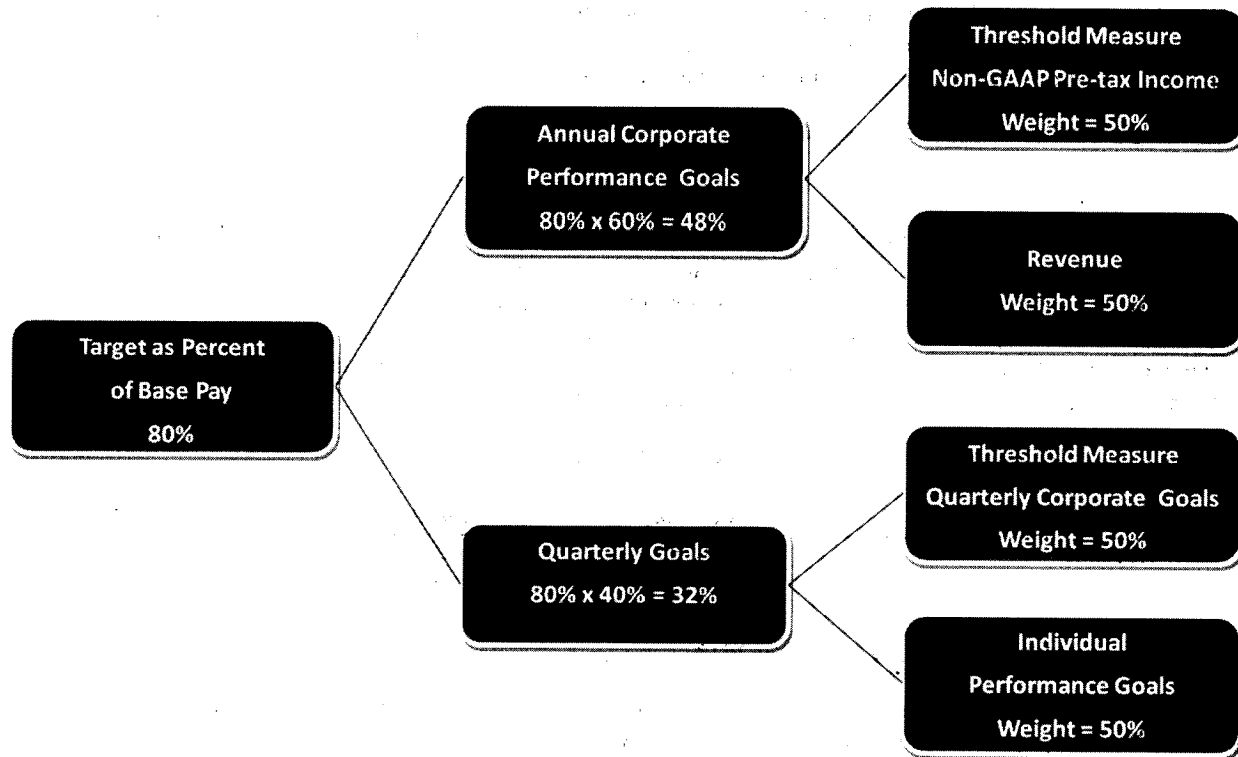 Target as Percent
of Base Pay
80%
Annual Corporate
Performance Goals
80% x 60% = 48%
Threshold Measure
Non-GAAP Pre-tax Income
Weight = 50%
Revenue
Weight = 50%
Quarterly Goals
80% x 40% = 32%
Threshold Measure
Quarterly Corporate Goals
Weight = 50%
Individual
Performance Goals
Weight = 50%